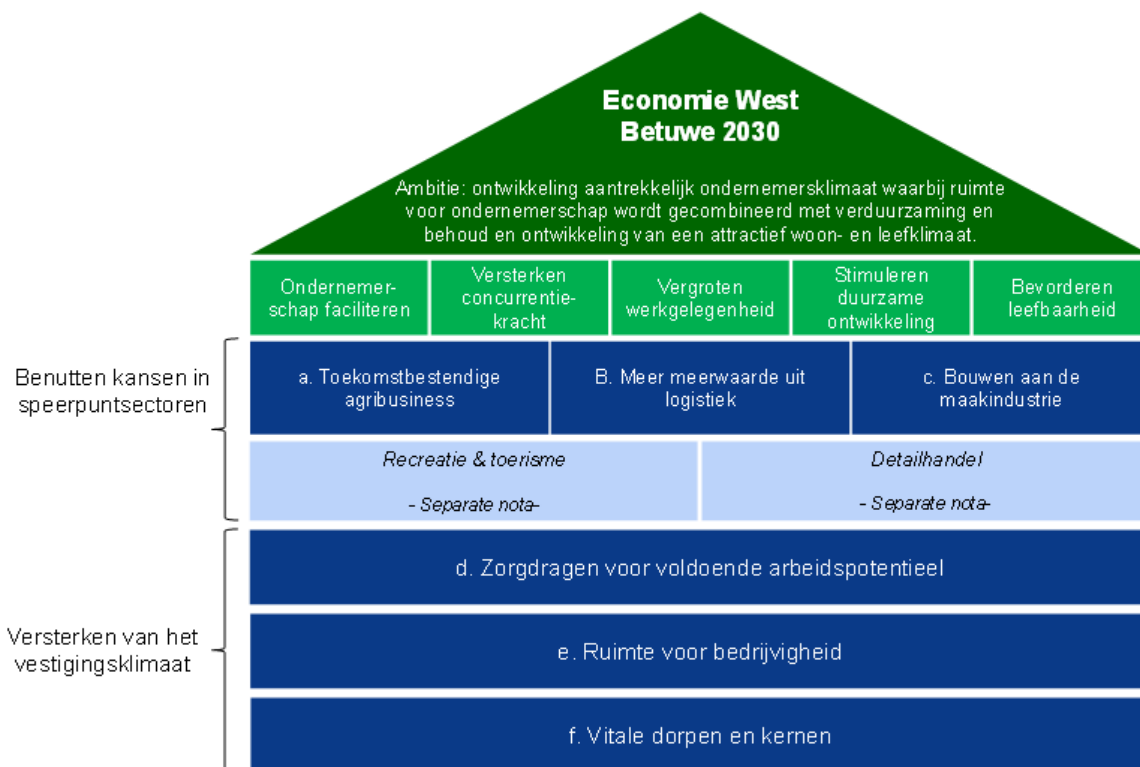 Economie West
Betuwe 2030
Ambitie: ontwikkeling aantrekkelijk ondernemersklimaat waarbij ruimte
voor ondernemerschap wordt gecombineerd met verduurzaming en
behoud en ontwikkeling van een attractief woon- en leefklimaat.
Ondernemer-
schap faciliteren
Versterken
concurrentie-
kracht
Vergroten
werkgelegenheid
Stimuleren
duurzame
ontwikkeling
Bevorderen
leefbaarheid
Benutten kansen in
speerpuntsectoren
a. Toekomstbestendige
agribusiness
B. Meer meerwaarde uit
logistiek
c. Bouwen aan de
maakindustrie
Recreatie & toerisme
- Separate nota-
Detailhandel
- Separate nota-
Versterken van het
vestigingsklimaat
d. Zorgdragen voor voldoende arbeidspotentieel
e. Ruimte voor bedrijvigheid
f. Vitale dorpen en kernen